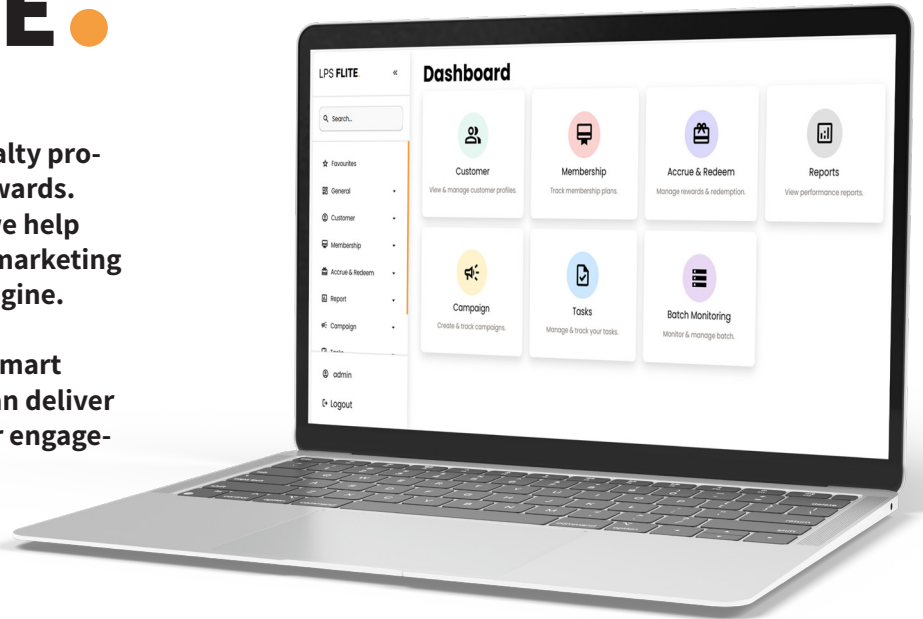 E.
alty pro-
wards.
ve help
marketing
gine.
mart
an deliver
r engage-
LPS FLITE.
«
Search...
Favourites
General
Customer
Membership
Accrue & Redeem
Report
Campaign
Tasks
admin
Logout
Dashboard
Customer
View & manage customer profiles.
Membership
Track membership plans.
Accrue & Redeem
Manage rewards & redemption.
Reports
View performance reports.
Campaign
Create & track campaigns.
Tasks
Manage & track your tasks.
Batch Monitoring
Monitor & manage batch.